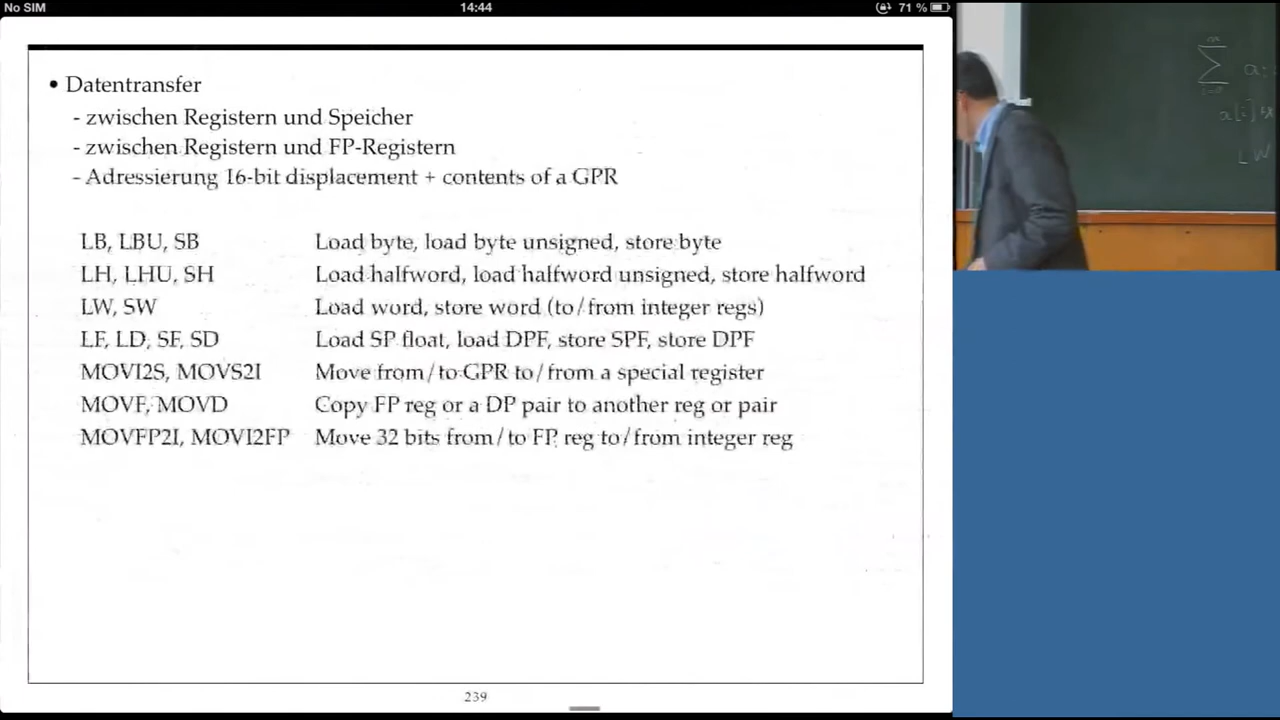 No SIM 14:44 71 %
• Datentransfer
- zwischen Registern und Speicher
- zwischen Registern und FP-Registern
- Adressierung 16-bit displacement + contents of a GPR
LB, LBU, SB Load byte, load byte unsigned, store byte
LH, LHU, SH Load halfword, load halfword unsigned, store halfword
LW, SW Load word, store word (to/from integer regs)
LF, LD, SF, SD Load SP float, load DPF, store SPF, store DPF
MOVI2S, MOVS2I Move from/to GPR to/from a special register
MOVF, MOVD Copy FP reg or a DP pair to another reg or pair
MOVFP2I, MOVI2FP Move 32 bits from/to FP reg to/from integer reg
239
a[i]
LW